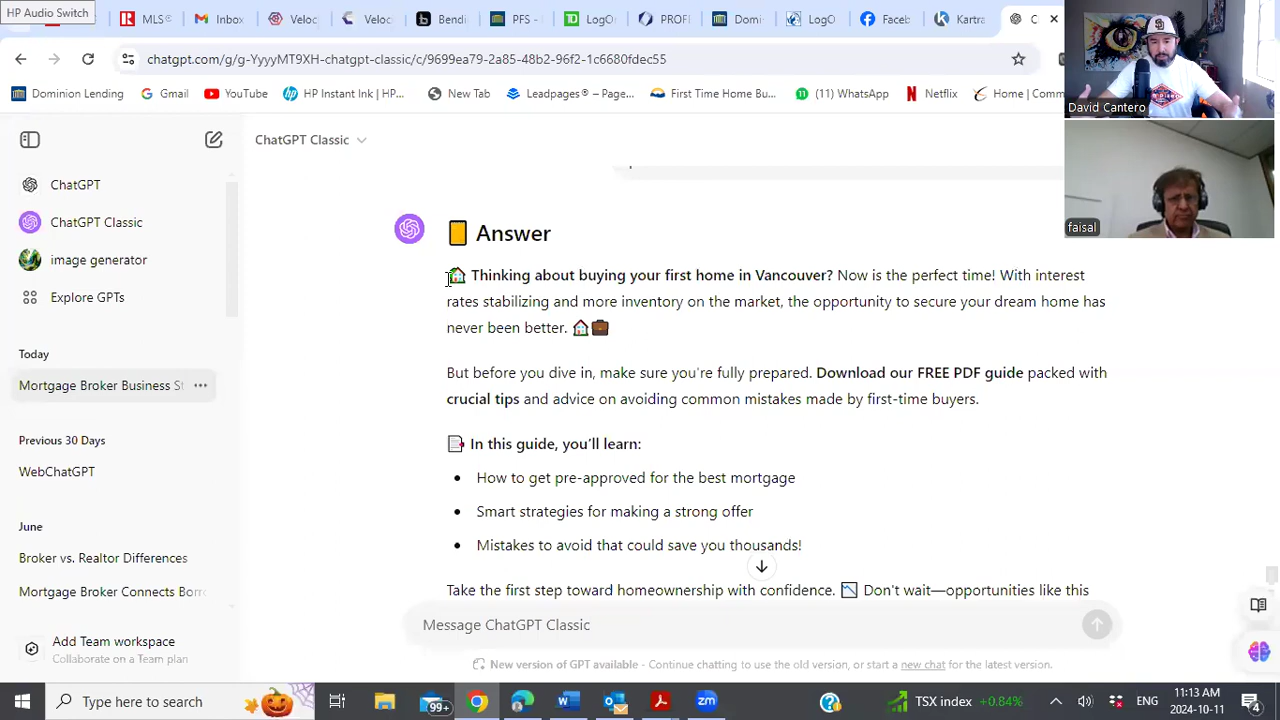 HP Audio Switch
MLS®
Inbox
Veloc
Veloc
Bendi
PFS -
LogO
PROFI
Domi
LogO
Faceb
Kartra
C
chatgpt.com/g/g-YyyyMT9XH-chatgpt-classic/c/9699ebf9-2a85-48b2-96f2-1c6680fdec55
Dominion Lending
Gmail
YouTube
HP Instant Ink | HP...
New Tab
Leadpages® – Page...
First Time Home Bu...
(11) WhatsApp
Netflix
Home | Comm
David Cantero
faisal
ChatGPT Classic
ChatGPT
ChatGPT Classic
image generator
Explore GPTs
Today
Mortgage Broker Business St
Previous 30 Days
WebChatGPT
June
Broker vs. Realtor Differences
Mortgage Broker Connects Borr
Add Team workspace
Collaborate on a Team plan
Answer
Thinking about buying your first home in Vancouver? Now is the perfect time! With interest
rates stabilizing and more inventory on the market, the opportunity to secure your dream home has
never been better.
But before you dive in, make sure you're fully prepared. Download our FREE PDF guide packed with
crucial tips and advice on avoiding common mistakes made by first-time buyers.
In this guide, you'll learn:
• How to get pre-approved for the best mortgage
• Smart strategies for making a strong offer
• Mistakes to avoid that could save you thousands!
Take the first step toward homeownership with confidence. Don't wait—opportunities like this
Message ChatGPT Classic
New version of GPT available - Continue chatting to use the old version, or start a new chat for the latest version.
Type here to search
99+
TSX index +0.84%
ENG
11:13 AM
2024-10-11
4